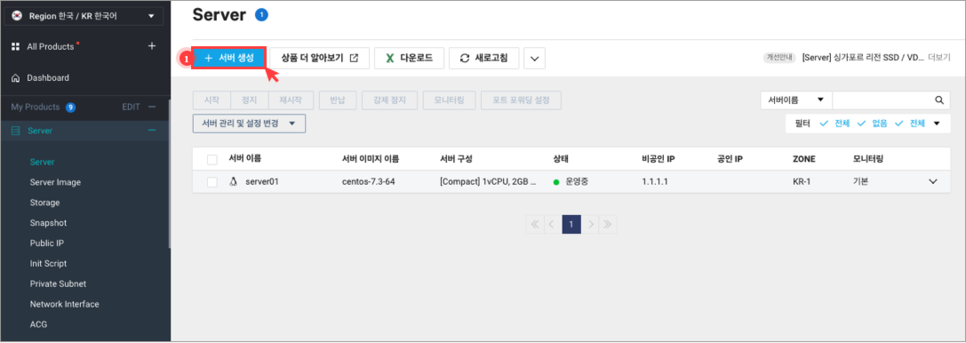 Region 한국 / KR 한국어
All Products
Dashboard
My Products 9 EDIT
Server
Server
Server Image
Storage
Snapshot
Public IP
Init Script
Private Subnet
Network Interface
ACG
Server 1
1 + 서버 생성 상품 더 알아보기 다운로드 새로고침 개선안내 [Server] 싱가포르 리전 SSD / VD... 더보기
시작 정지 재시작 반납 강제 정지 모니터링 포트 포워딩 설정 서버이름
서버 관리 및 설정 변경 필터 전체 없음 전체
서버 이름 서버 이미지 이름 서버 구성 상태 비공인 IP 공인 IP ZONE 모니터링
server01 centos-7.3-64 [Compact] 1vCPU, 2GB ... 운영중 1.1.1.1 KR-1 기본
1